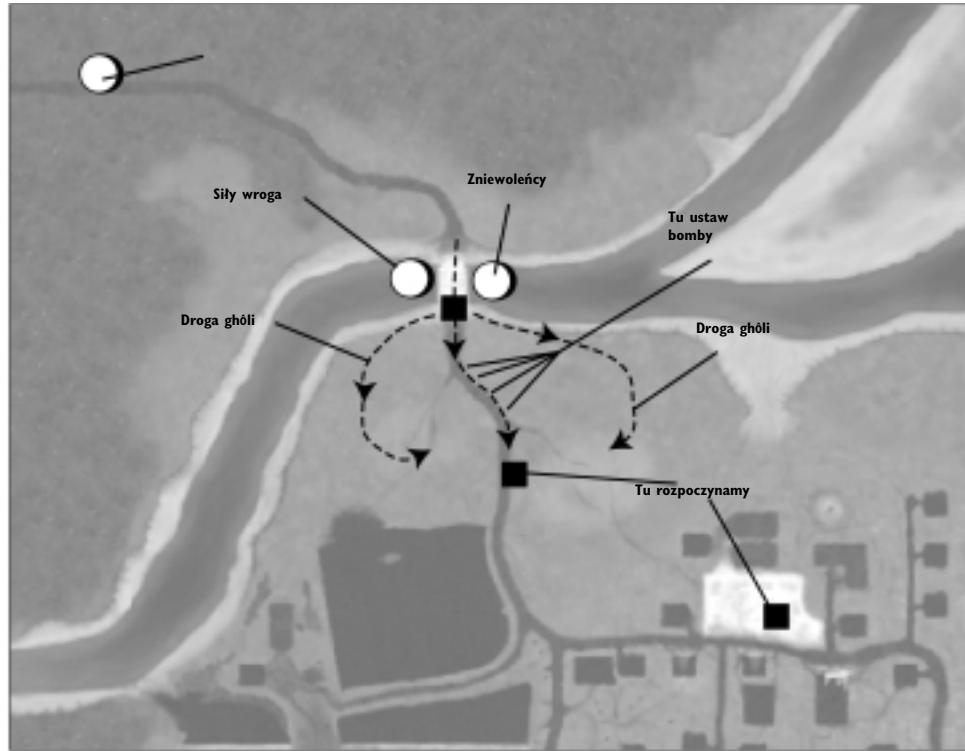 Siły wroga
Zniewoleńcy
Tu ustaw
bomby
Droga ghôli
Droga ghôli
Tu rozpoczynamy